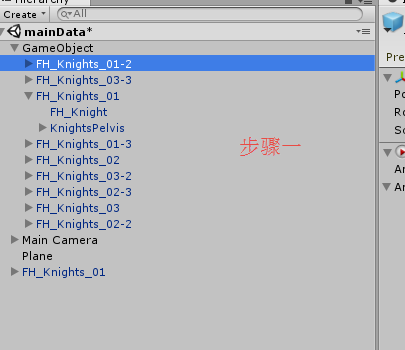 Hierarchy
Create
All
mainData*
GameObject
FH_Knights_01-2
Pre
FH_Knights_03-3
FH_Knights_01
FH_Knight
Po
KnightsPelvis
Ro
FH_Knights_01-3
步骤一
Sc
FH_Knights_02
FH_Knights_03-2
An
FH_Knights_02-3
An
FH_Knights_03
FH_Knights_02-2
Main Camera
Plane
FH_Knights_01